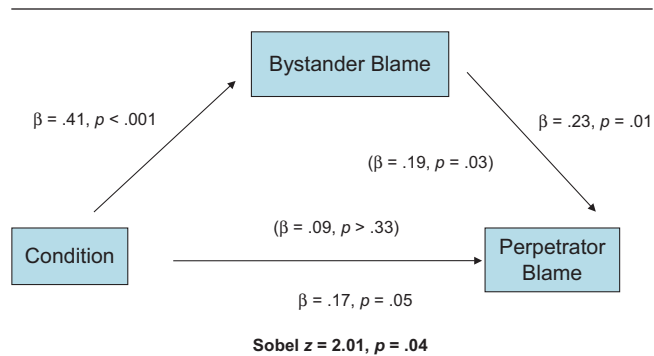 Bystander Blame
β = .41, p < .001
β = .23, p = .01
(β = .19, p = .03)
(β = .09, p > .33)
Condition
Perpetrator
Blame
β = .17, p = .05
Sobel z = 2.01, p = .04